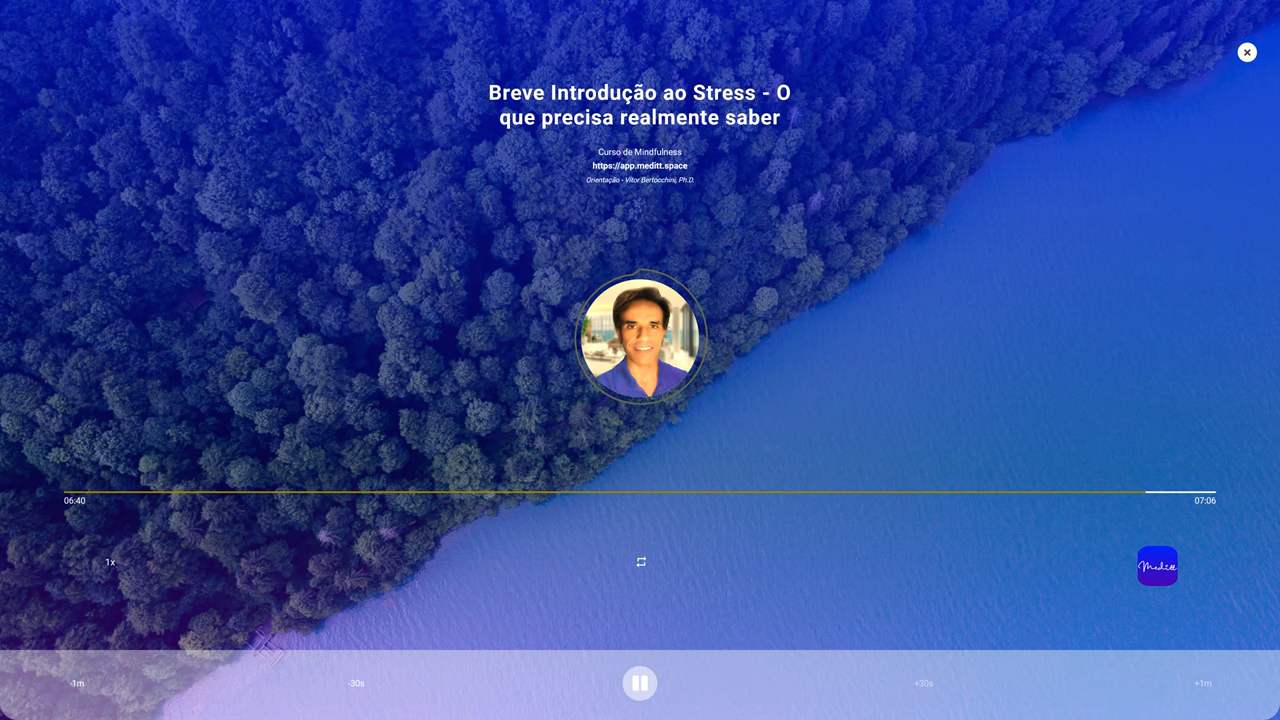 Breve Introdução ao Stress - O
que precisa realmente saber
Curso de Mindfulness
https://app.meditt.space
Orientação - Vítor Bertocchini, Ph.D.
06:40
07:06
1x
Meditt
-1m
-30s
+30s
+1m